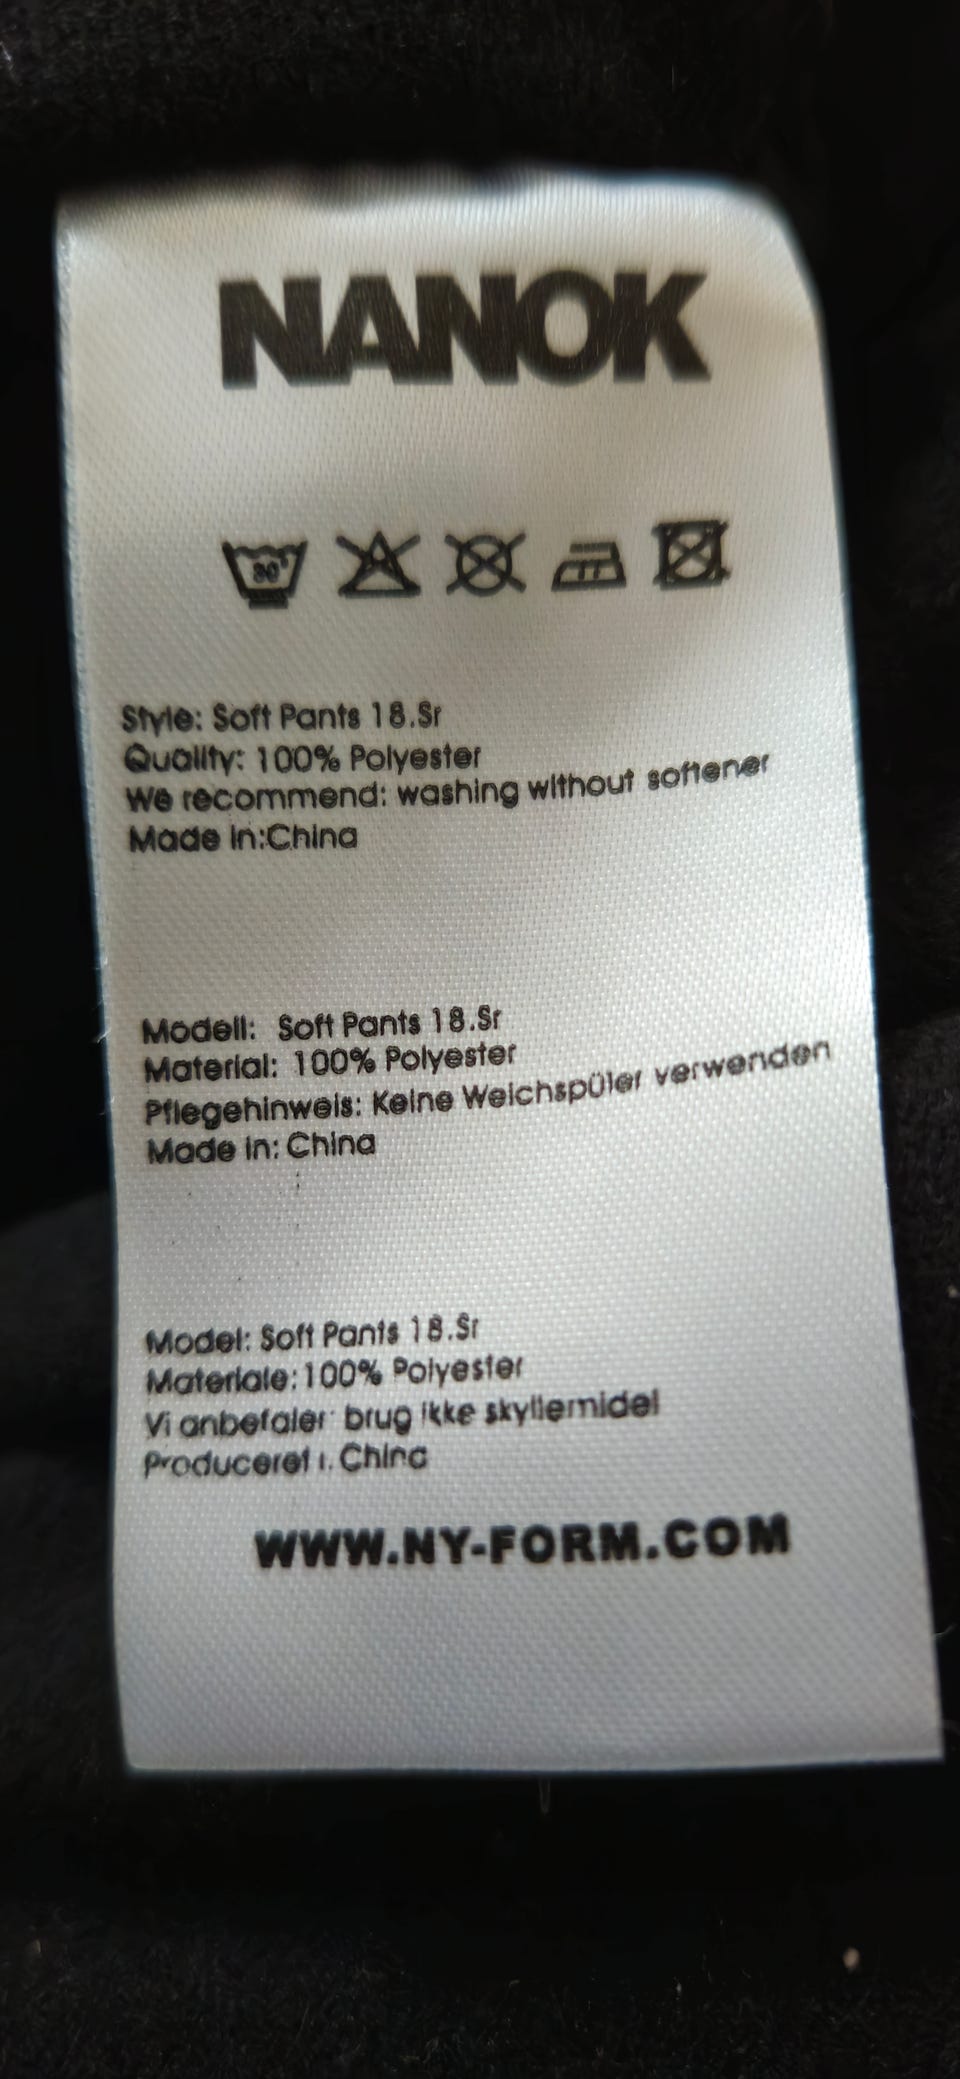 NANOK
30°
Style: Soft Pants 18.Sr
Quality: 100% Polyester
We recommend: washing without softener
Made in:China
Modell: Soft Pants 18.Sr
Material: 100% Polyester
Pflegehinweis: Keine Weichspüler verwenden
Made in: China
Model: Soft Pants 18.Sr
Materiale:100% Polyester
Vi anbefaler brug ikke skyllemidel
Produceret i. China
WWW.NY-FORM.COM